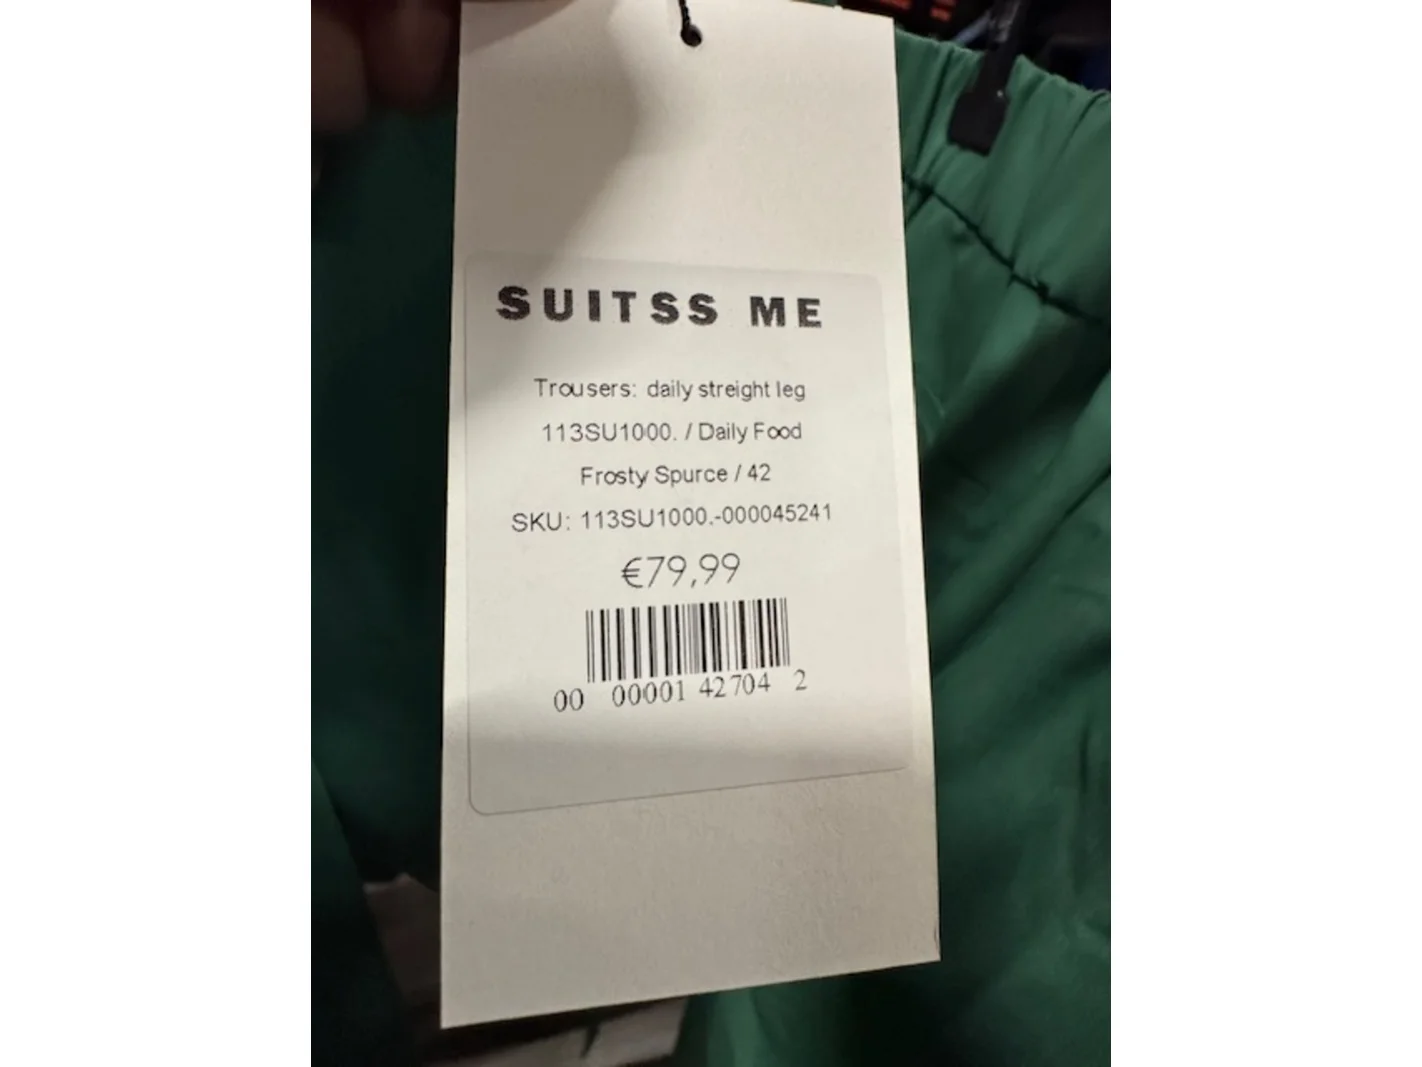 SUITSS ME
Trousers: daily streight leg
113SU1000. / Daily Food
Frosty Spurce / 42
SKU: 113SU1000.-000045241
€79,99
00 00001 42704 2